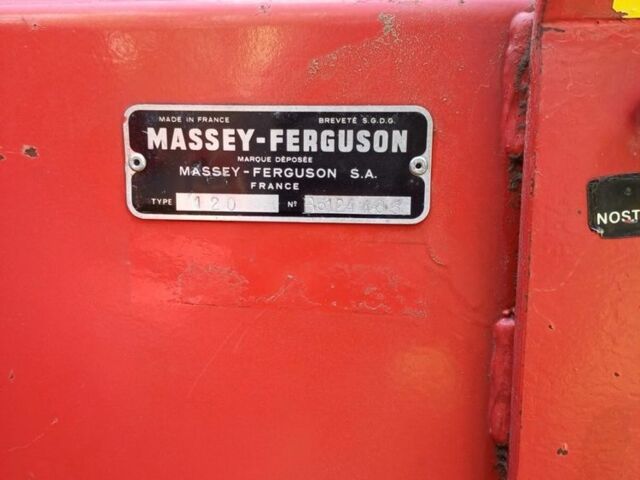 MADE IN FRANCE BREVETÉ S.G.D.G.
MASSEY-FERGUSON
MARQUE DÉPOSÉE
MASSEY-FERGUSON S.A.
FRANCE
TYPE 120 Nº
NOST